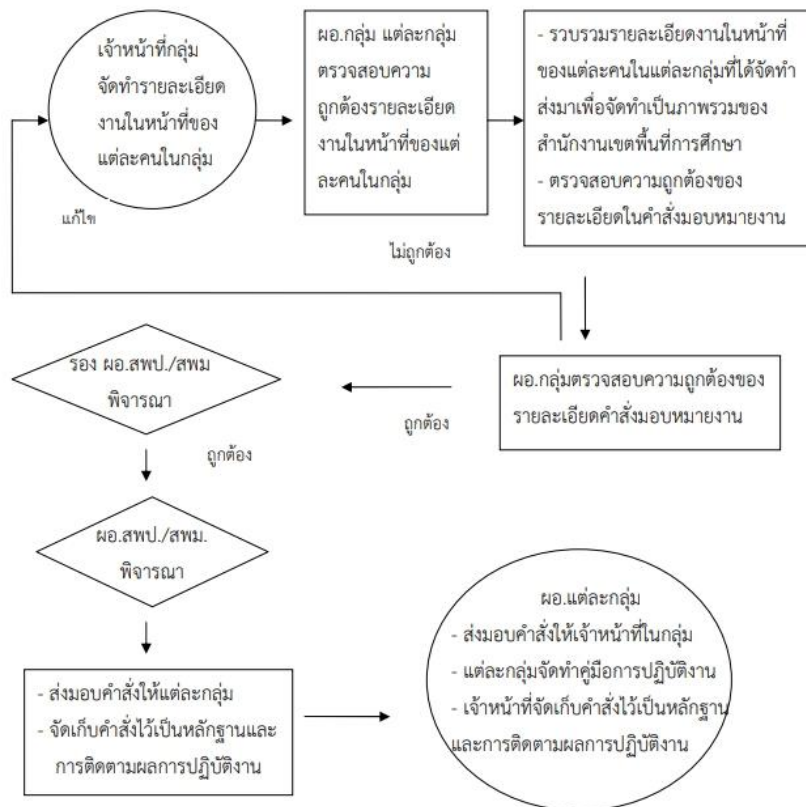 เจ้าหน้าที่กลุ่ม
จัดทำรายละเอียด
งานในหน้าที่ของ
แต่ละคนในกลุ่ม
ผอ.กลุ่ม แต่ละกลุ่ม
ตรวจสอบความ
ถูกต้องรายละเอียด
งานในหน้าที่ของแต่
ละคนในกลุ่ม
- รวบรวมรายละเอียดงานในหน้าที่
ของแต่ละคนในแต่ละกลุ่มที่ได้จัดทำ
ส่งมาเพื่อจัดทำเป็นภาพรวมของ
สำนักงานเขตพื้นที่การศึกษา
- ตรวจสอบความถูกต้องของ
รายละเอียดในคำสั่งมอบหมายงาน
แก้ไข
ไม่ถูกต้อง
ผอ.กลุ่มตรวจสอบความถูกต้องของ
รายละเอียดคำสั่งมอบหมายงาน
ถูกต้อง
รอง ผอ.สพป./สพม
พิจารณา
ถูกต้อง
ผอ.สพป./สพม.
พิจารณา
- ส่งมอบคำสั่งให้แต่ละกลุ่ม
- จัดเก็บคำสั่งไว้เป็นหลักฐานและ
การติดตามผลการปฏิบัติงาน
ผอ.แต่ละกลุ่ม
- ส่งมอบคำสั่งให้เจ้าหน้าที่ในกลุ่ม
- แต่ละกลุ่มจัดทำคู่มือการปฏิบัติงาน
- เจ้าหน้าที่จัดเก็บคำสั่งไว้เป็นหลักฐาน
และการติดตามผลการปฏิบัติงาน